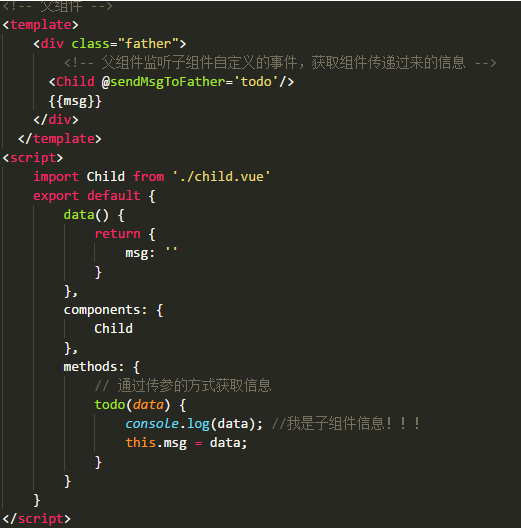 <!-- 父组件 -->
<template>
    <div class="father">
        <!-- 父组件监听子组件自定义的事件，获取组件传递过来的信息 -->
      <Child @sendMsgToFather='todo'/>
      {{msg}}
    </div>
  </template>
<script>
    import Child from './child.vue'
    export default {
        data() {
            return {
                msg: ''
            }
        },
        components: {
            Child
        },
        methods: {
            // 通过传参的方式获取信息
            todo(data) {
                console.log(data); //我是子组件信息！！！
                this.msg = data;
            }
        }
    }
</script>